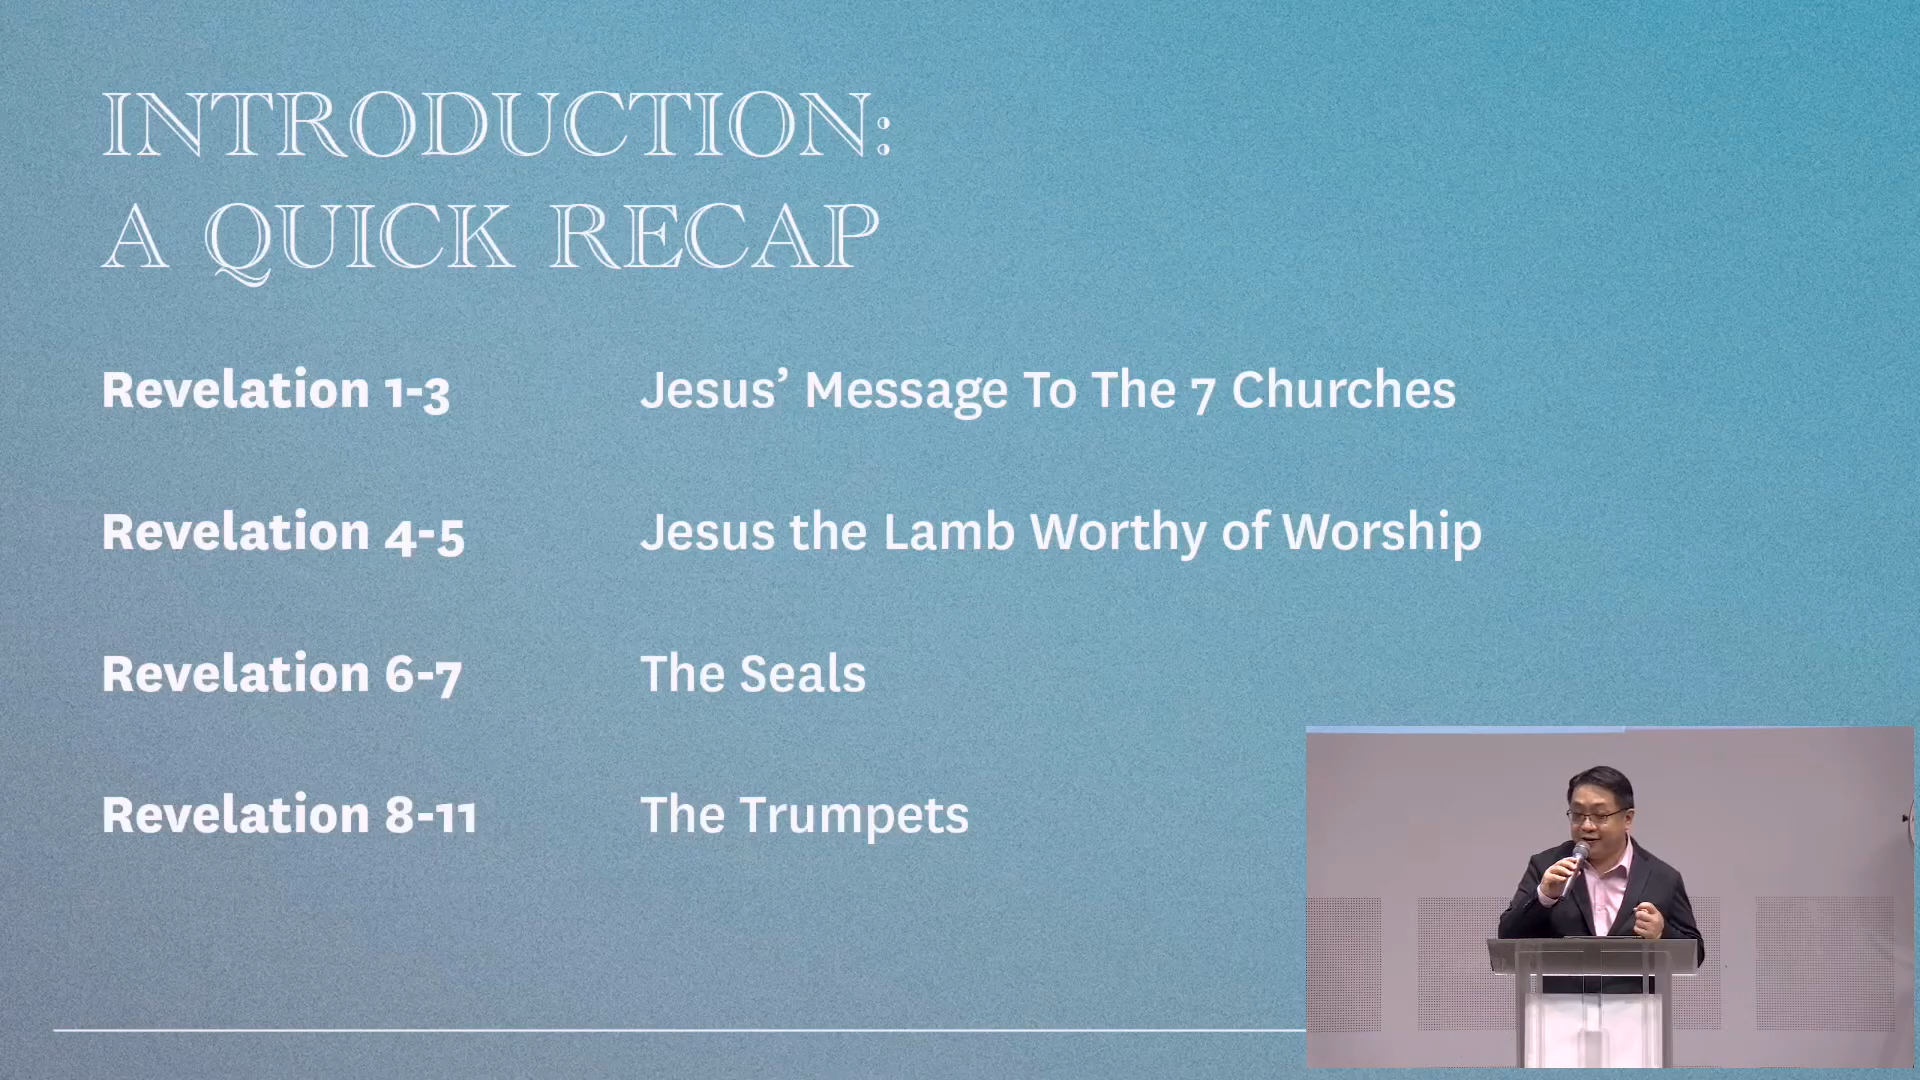 INTRODUCTION:
A QUICK RECAP
Revelation 1-3 Jesus’ Message To The 7 Churches
Revelation 4-5 Jesus the Lamb Worthy of Worship
Revelation 6-7 The Seals
Revelation 8-11 The Trumpets